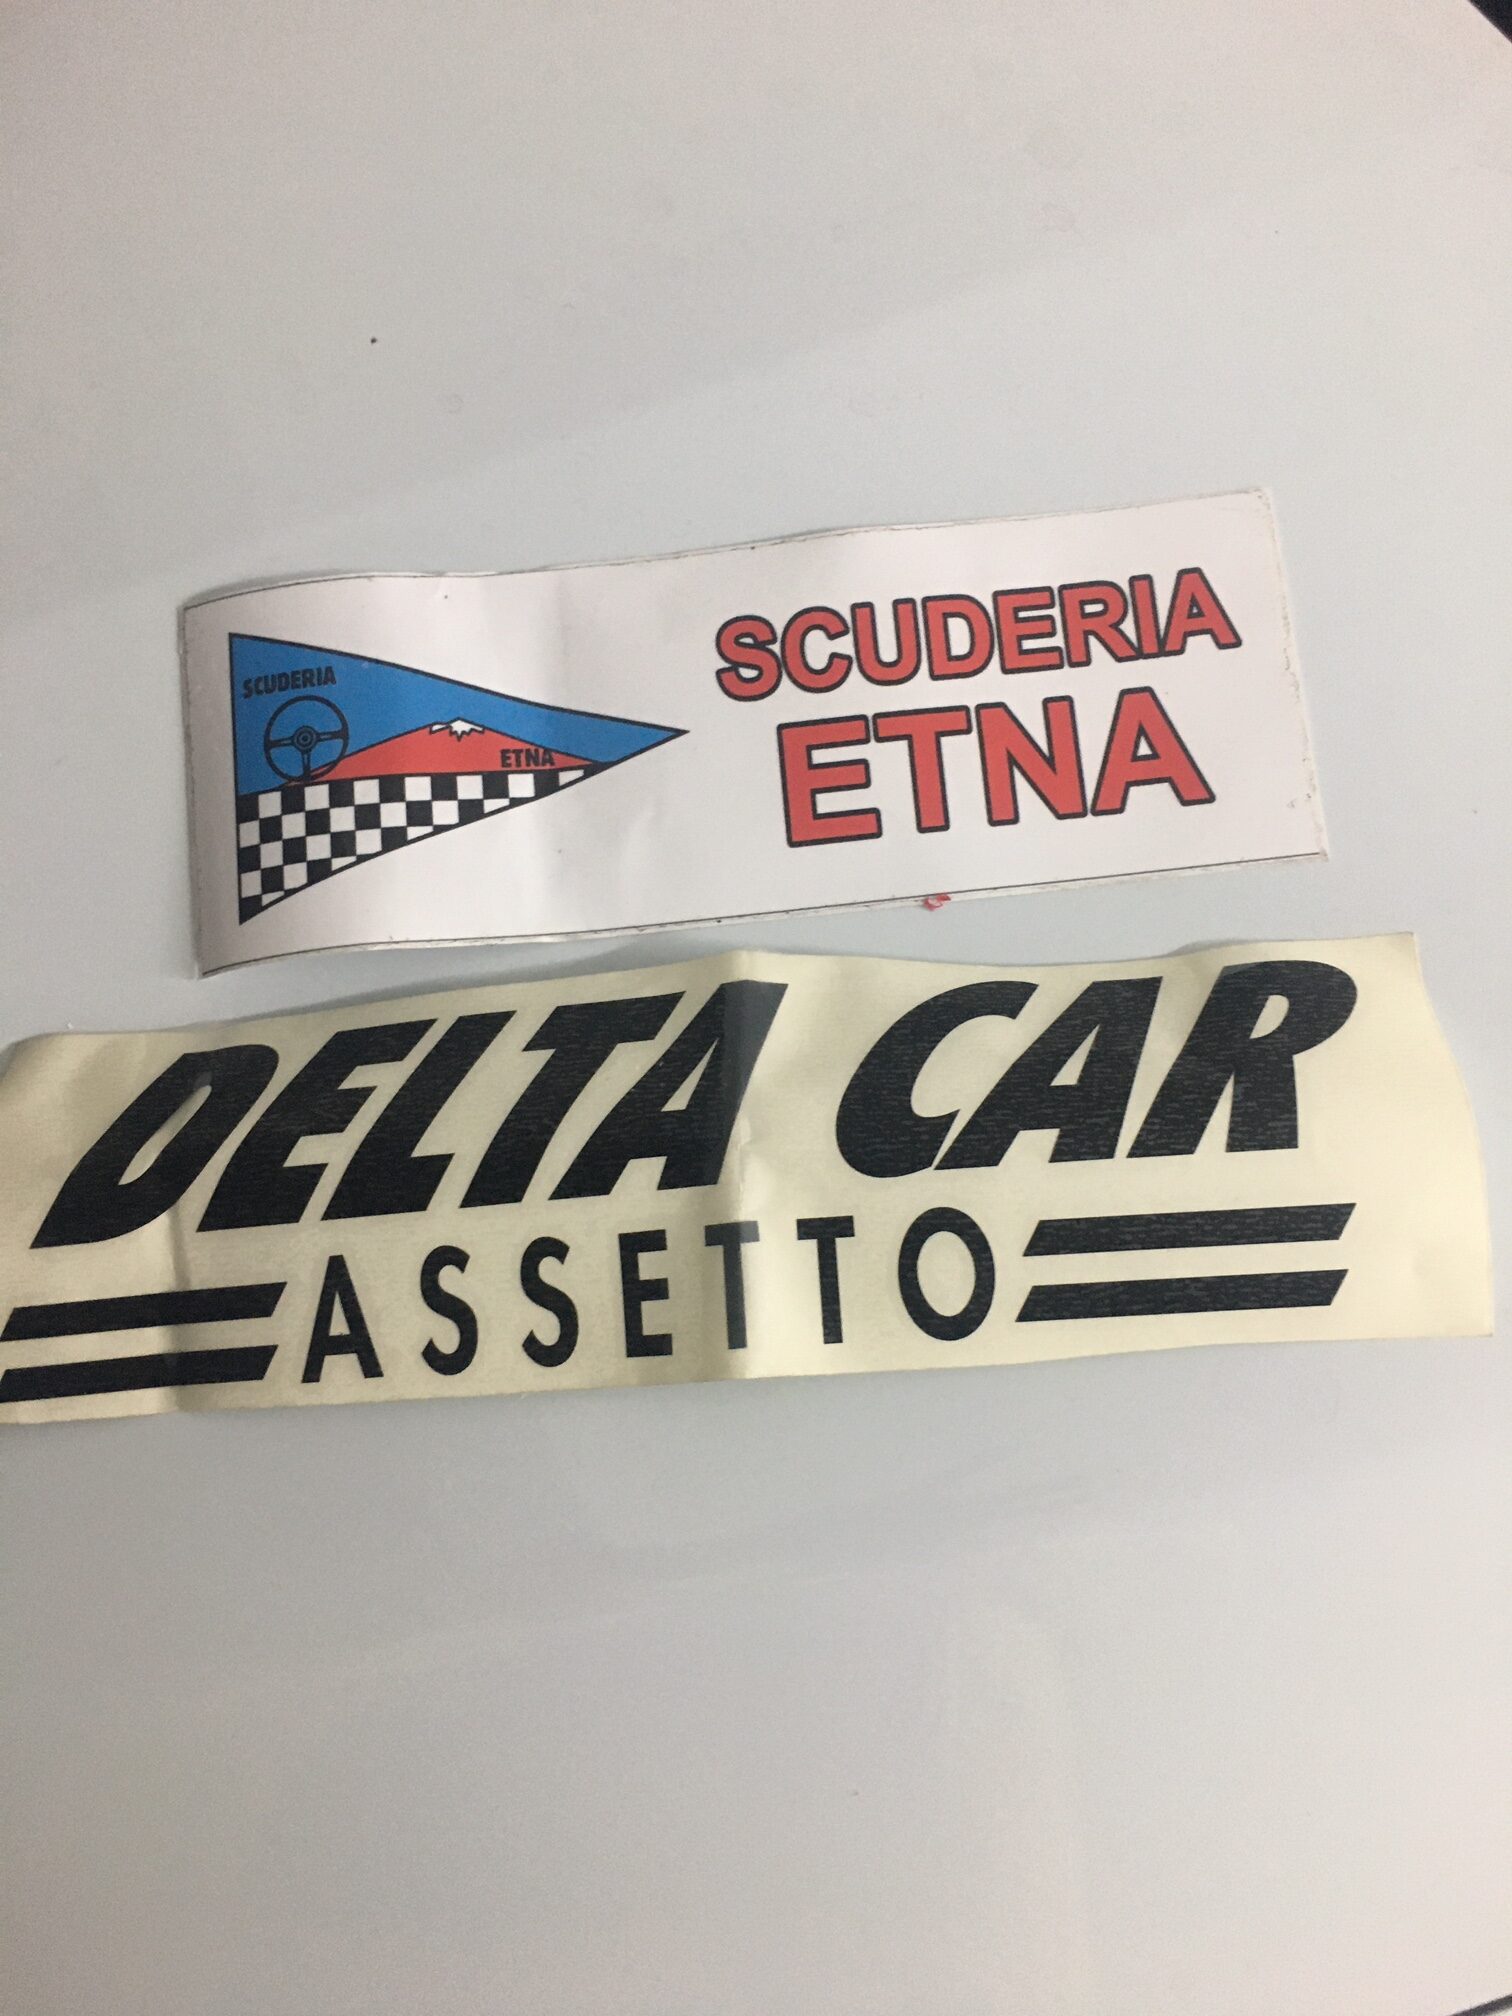 SCUDERIA
ETNA
SCUDERIA
ETNA
DELTA CAR
ASSETTO